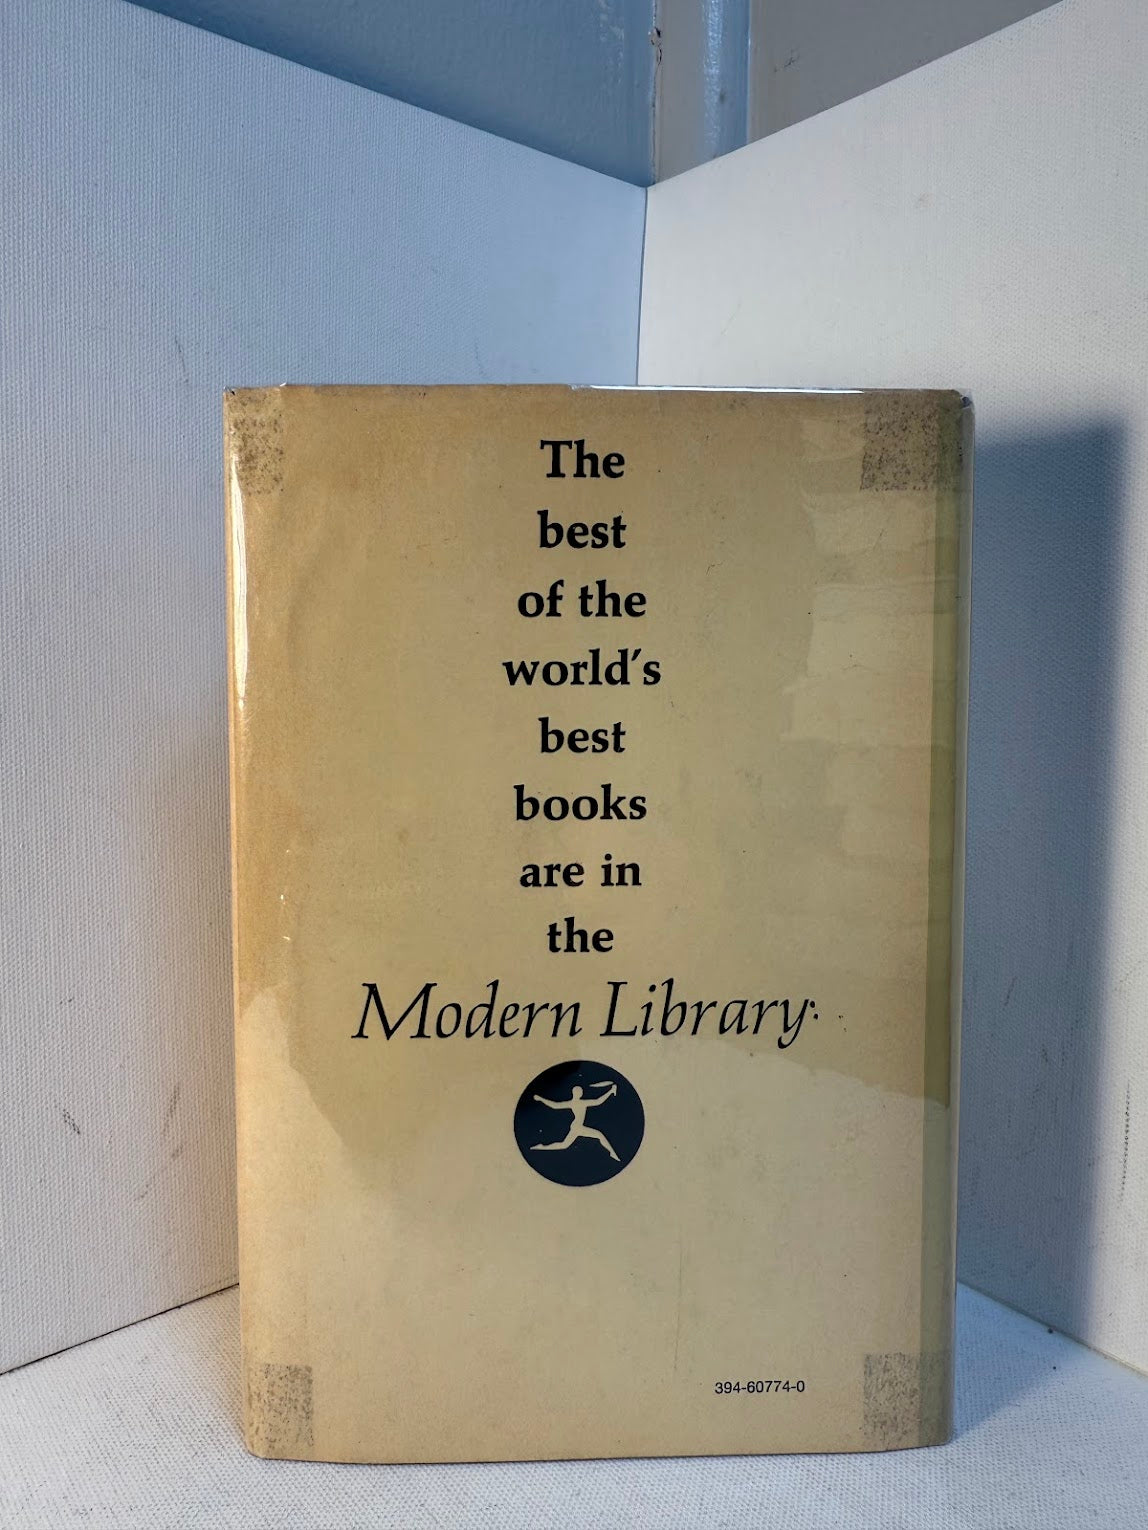 The
best
of the
world's
best
books
are in
the
Modern Library
394-60774-0